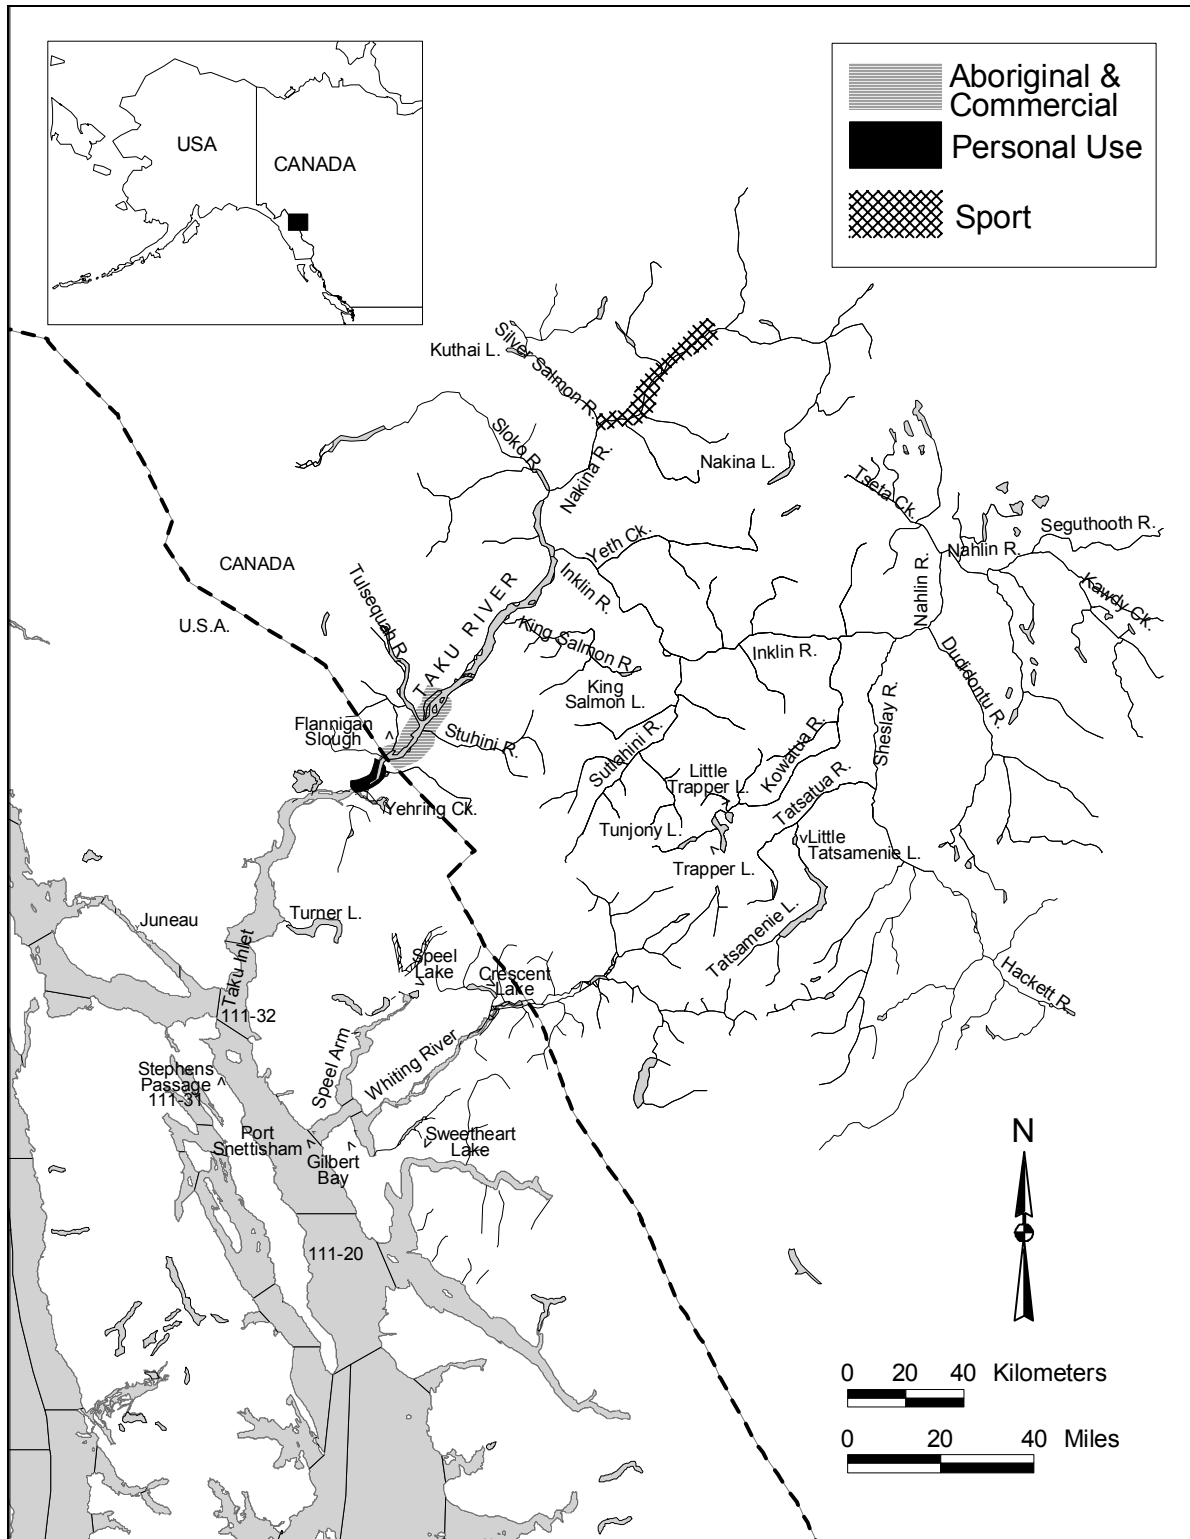 USA
CANADA
Aboriginal &
Commercial
Personal Use
Sport
Kuthai L.
Silver Salmon R.
Sloko R.
Nakina R.
Nakina L.
Tseta Ck.
Seguthooth R.
Nahlin R.
Nahlin R.
Kawdy Ck.
Yeth Ck.
Inklin R.
CANADA
U.S.A.
Tulsequah R.
TAKU RIVER
King Salmon R.
King
Salmon L.
Inklin R.
Dudidontu R.
Sheslay R.
Flannigan
Slough
Stuhini R.
Sutlahini R.
Kowatua R.
Little
Trapper L.
Tatsatua R.
Yehring Ck.
Tunjony L.
Trapper L.
Little
Tatsamenie L.
Tatsamenie L.
Juneau
Turner L.
Taku Inlet
111-32
Speel
Lake
Crescent
Lake
Hackett R.
Stephens
Passage
111-31
Speel Arm
Whiting River
Port
Snettisham
Gilbert
Bay
Sweetheart
Lake
N
111-20
0 20 40 Kilometers
0 20 40 Miles